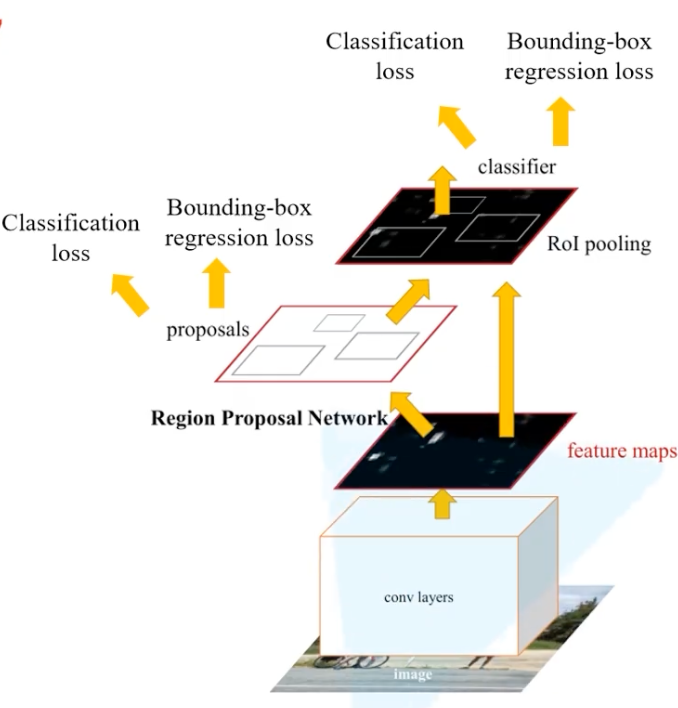 Classification
loss
Bounding-box
regression loss
classifier
Classification
loss
Bounding-box
regression loss
RoI pooling
proposals
Region Proposal Network
feature maps
conv layers
image